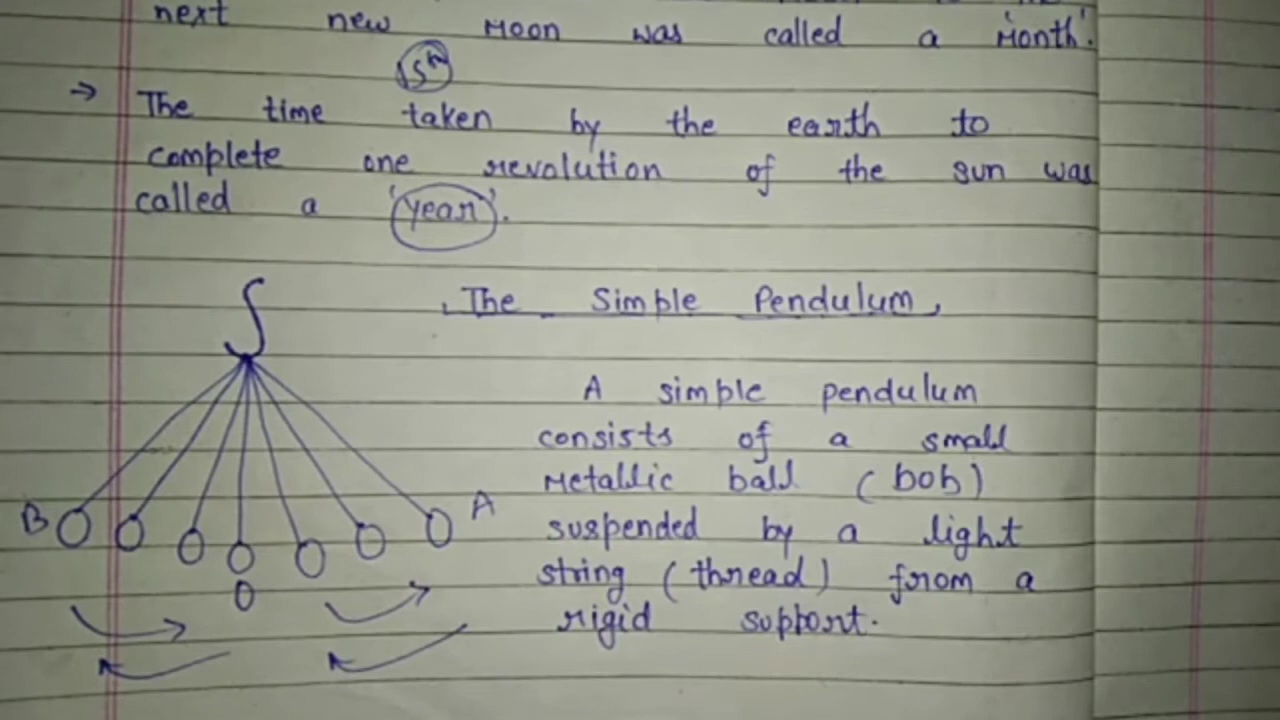 next new Moon was called a 'Month'.
→ The time taken by the earth to
complete one revolution of the sun was
called a 'year'.
The Simple Pendulum
A simple pendulum
consists of a small
Metallic ball (bob)
suspended by a light
string (thread) from a
rigid support.
B
A
O